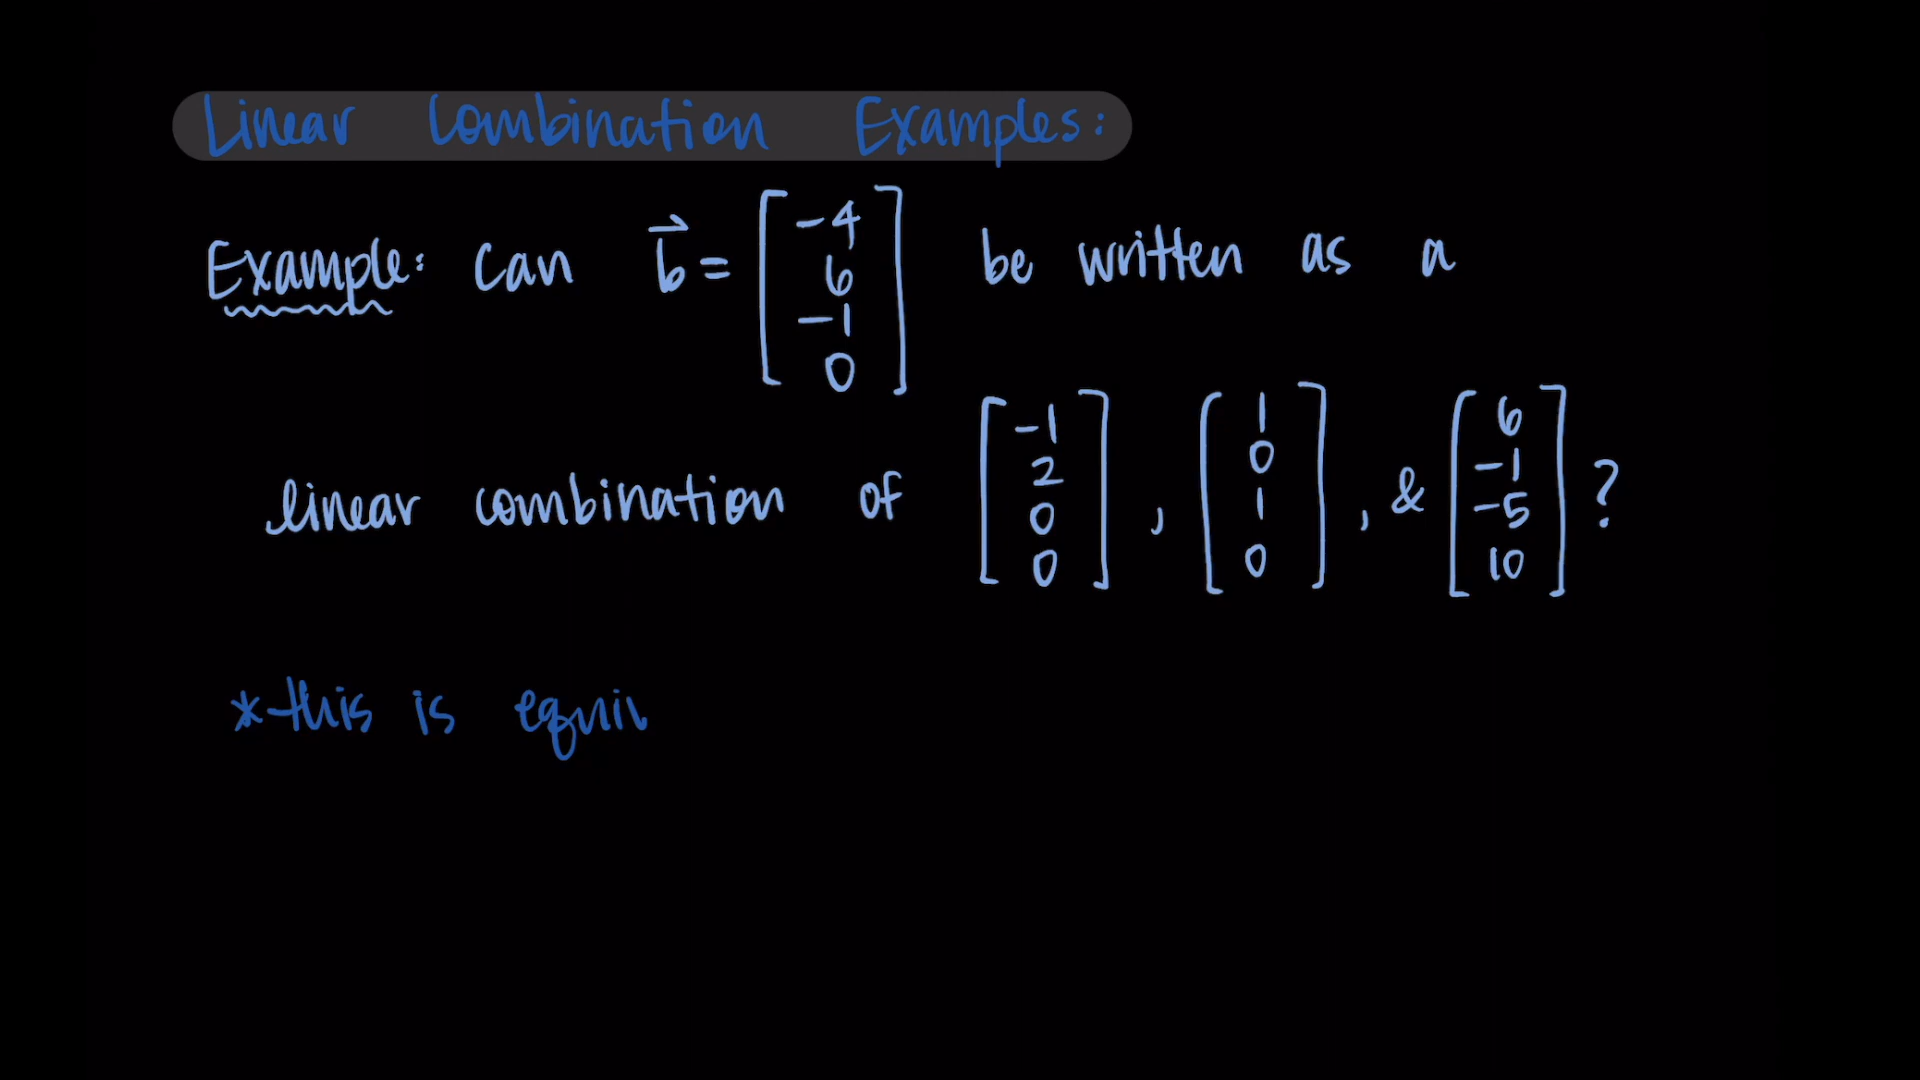 Linear Combination Examples:
Example: Can b⃗ = [-4 6 -1 0] be written as a
linear combination of [-1 2 0 0], [1 0 1 0], & [6 -1 -5 10]?
*this is equiv